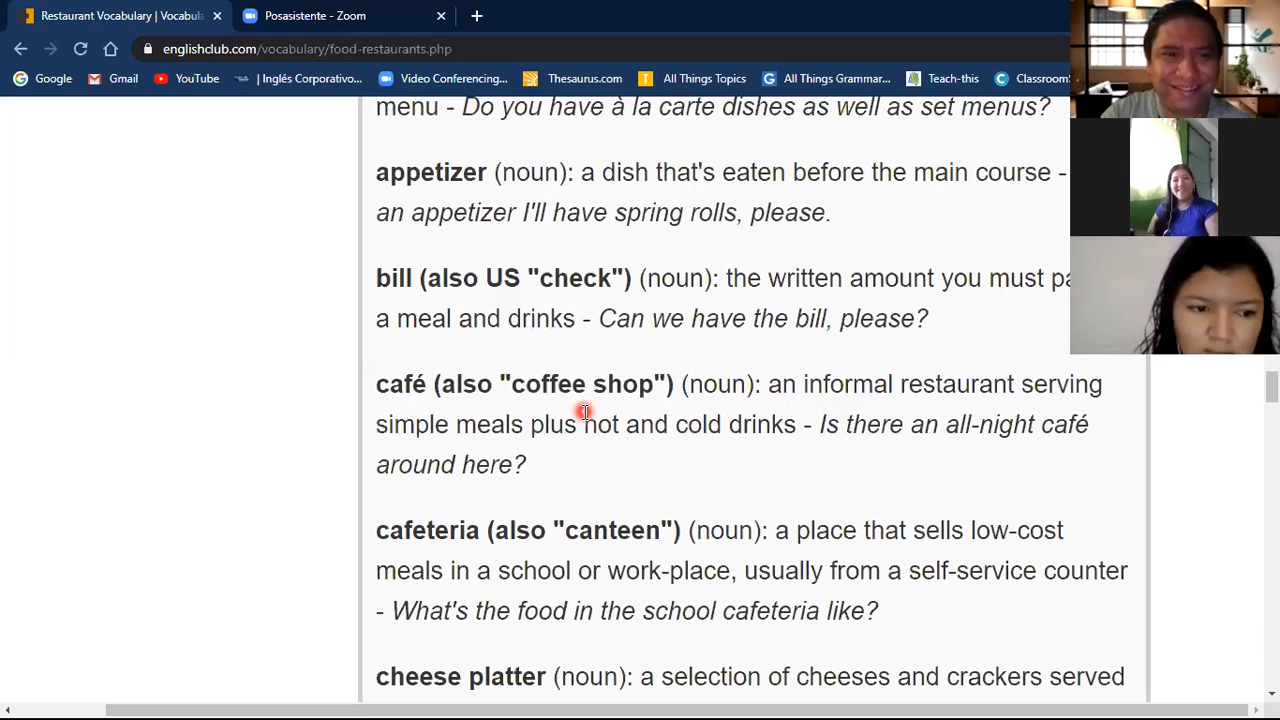 Restaurant Vocabulary | Vocabul
Posasistente - Zoom
englishclub.com/vocabulary/food-restaurants.php
Google
Gmail
YouTube
| Inglés Corporativo...
Video Conferencing...
Thesaurus.com
All Things Topics
All Things Grammar...
Teach-this
Classroom
menu - Do you have à la carte dishes as well as set menus?
appetizer (noun): a dish that's eaten before the main course -
an appetizer I'll have spring rolls, please.
bill (also US "check") (noun): the written amount you must pa
a meal and drinks - Can we have the bill, please?
café (also "coffee shop") (noun): an informal restaurant serving
simple meals plus hot and cold drinks - Is there an all-night café
around here?
cafeteria (also "canteen") (noun): a place that sells low-cost
meals in a school or work-place, usually from a self-service counter
- What's the food in the school cafeteria like?
cheese platter (noun): a selection of cheeses and crackers served